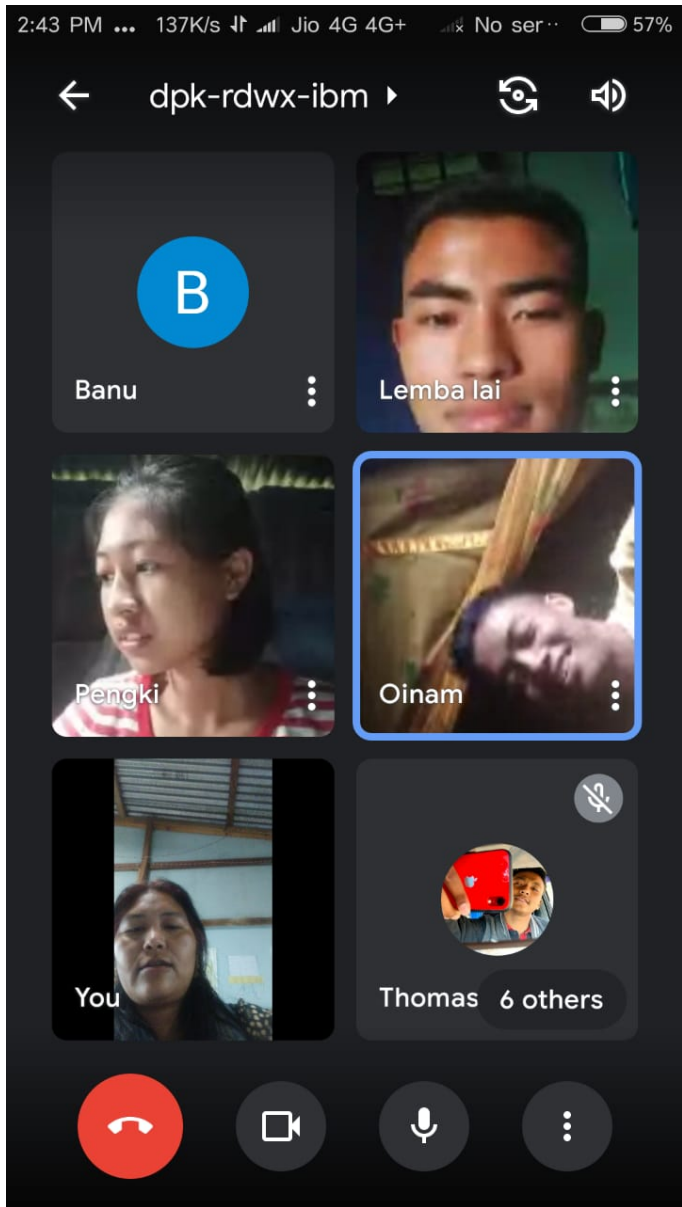 2:43 PM ... 137K/s Jio 4G 4G+ No ser·· 57%
dpk-rdwx-ibm
B
Banu
Lemba lai
Pengki
Oinam
You
Thomas 6 others